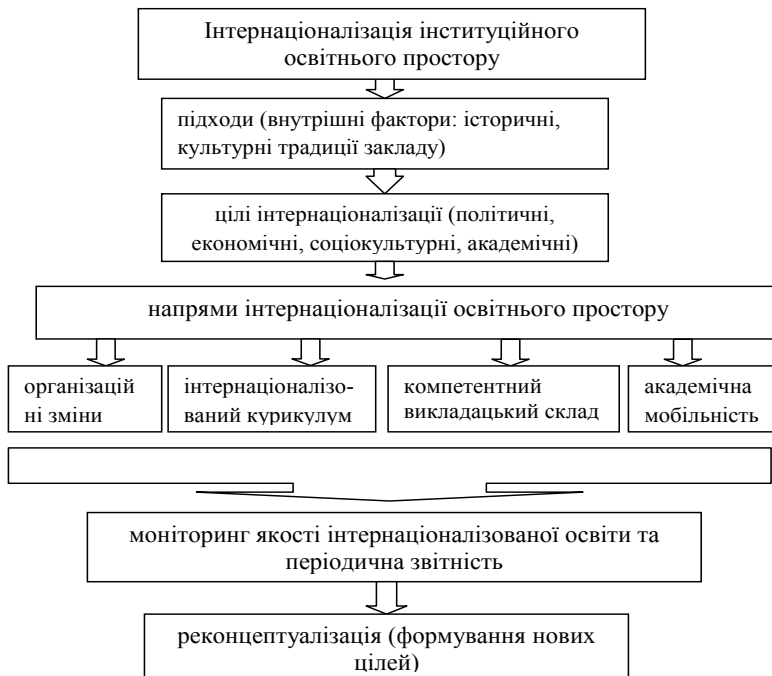 Інтернаціоналізація інституційного
освітнього простору
підходи (внутрішні фактори: історичні,
культурні традиції закладу)
цілі інтернаціоналізації (політичні,
економічні, соціокультурні, академічні)
напрями інтернаціоналізації освітнього простору
організацій
ні зміни
інтернаціоналізо-
ваний курикулум
компетентний
викладацький склад
академічна
мобільність
моніторинг якості інтернаціоналізованої освіти та
періодична звітність
реконцептуалізація (формування нових
цілей)